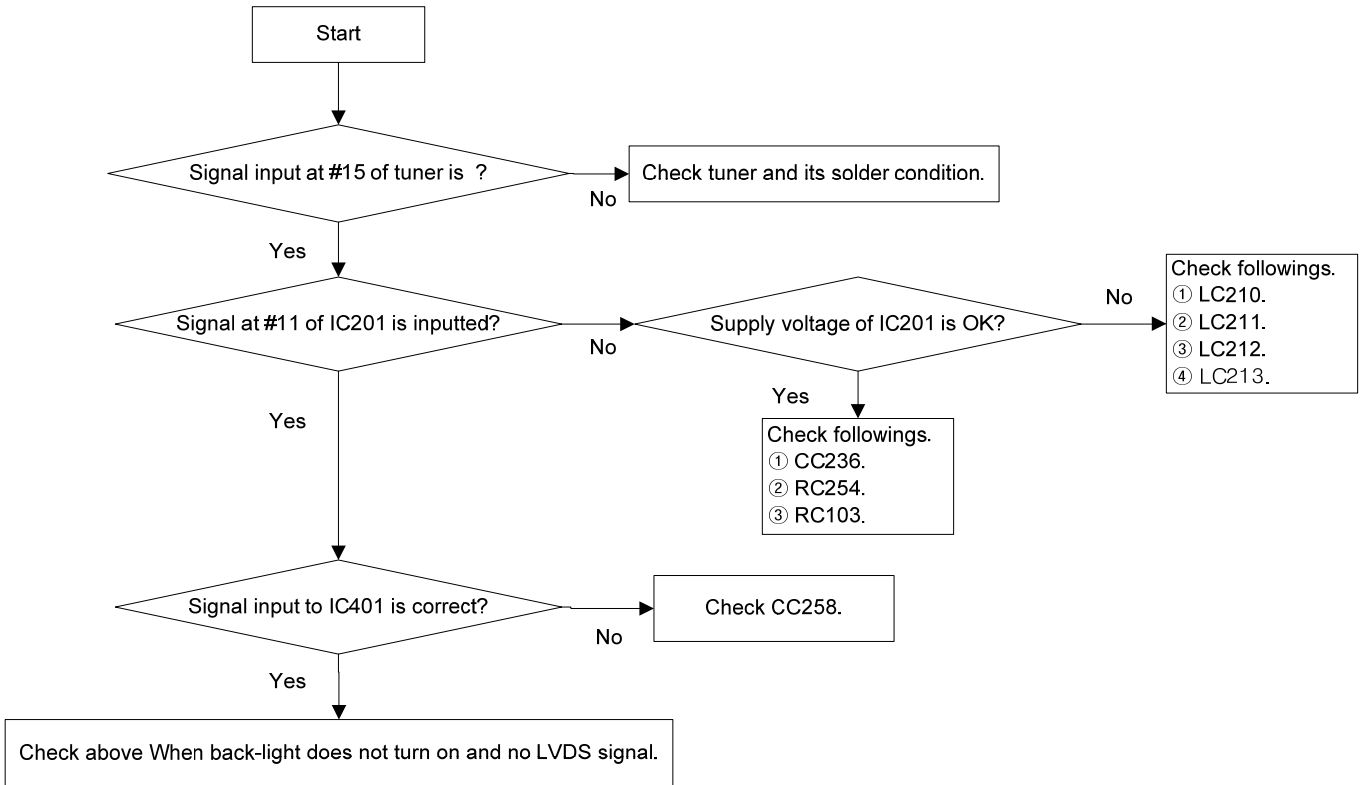 Start
Signal input at #15 of tuner is ?
No
Check tuner and its solder condition.
Yes
Signal at #11 of IC201 is inputted?
No
Supply voltage of IC201 is OK?
No
Check followings.
① LC210.
② LC211.
③ LC212.
④ LC213.
Yes
Check followings.
① CC236.
② RC254.
③ RC103.
Yes
Signal input to IC401 is correct?
No
Check CC258.
Yes
Check above When back-light does not turn on and no LVDS signal.